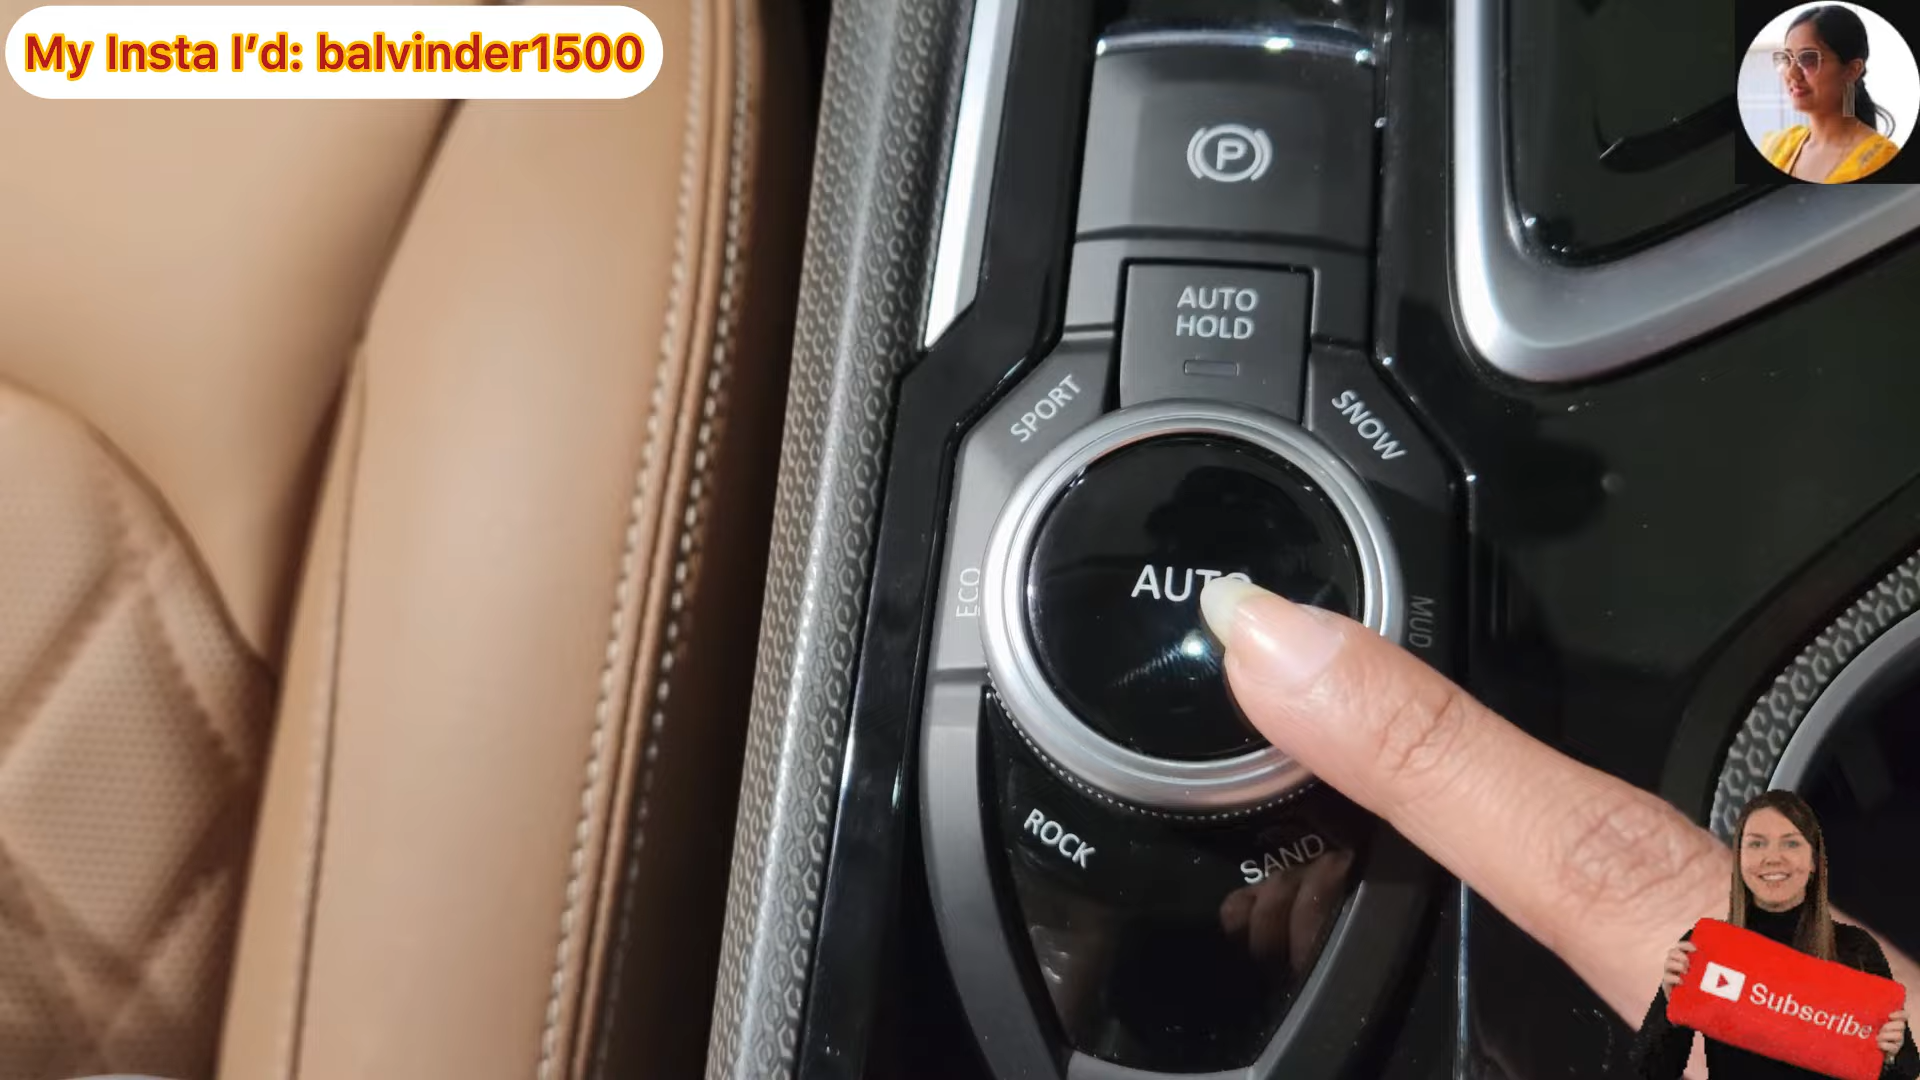 My Insta I’d: balvinder1500
P
AUTO
HOLD
SPORT
SNOW
ECO
AUTO
MUD
ROCK
SAND
Subscribe